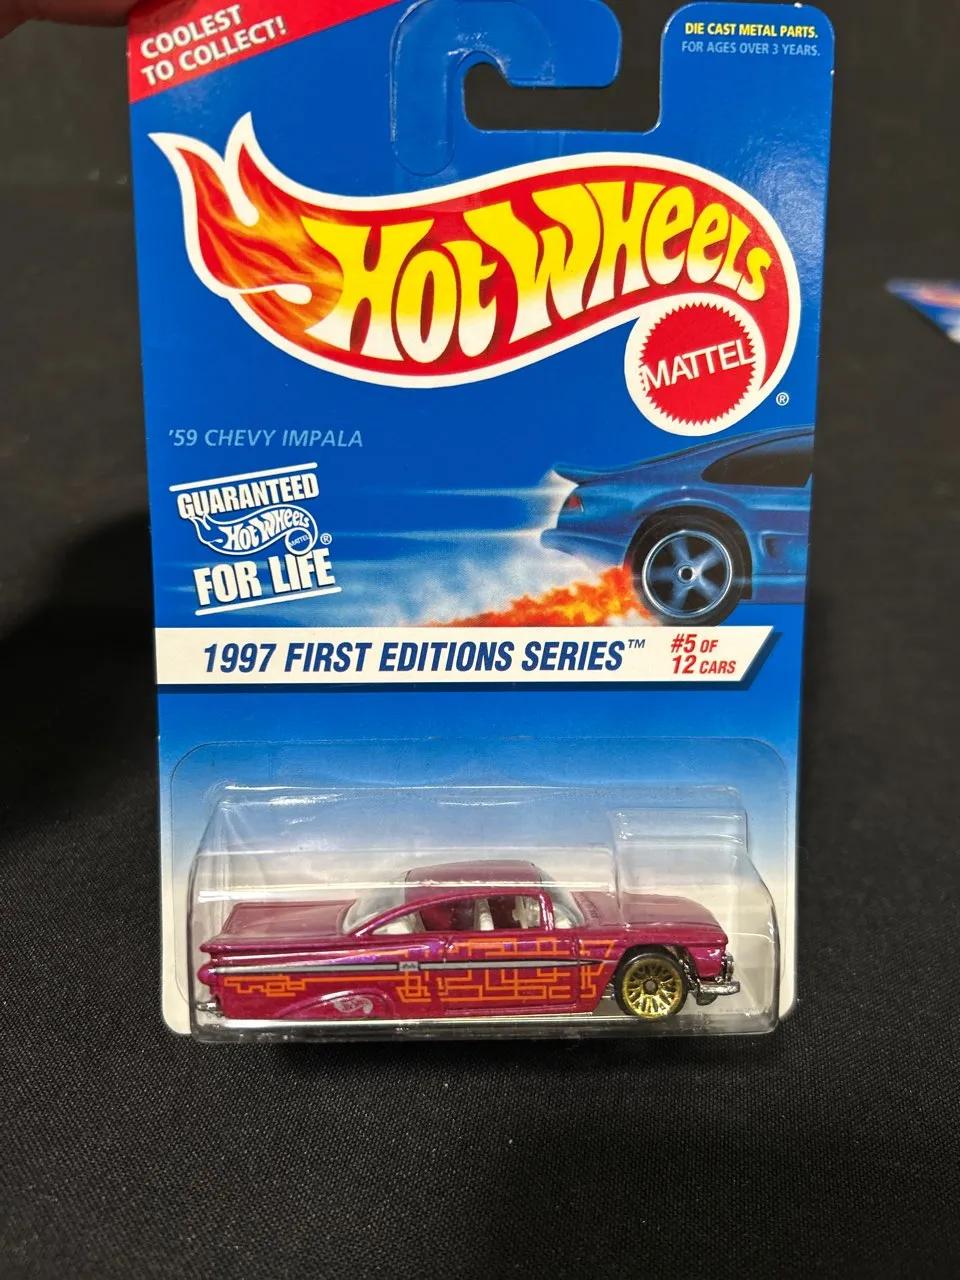 COOLEST
TO COLLECT!
DIE CAST METAL PARTS.
FOR AGES OVER 3 YEARS.
HOT WHEELS
MATTEL
®
'59 CHEVY IMPALA
GUARANTEED
HOT WHEELS
MATTEL
®
FOR LIFE
1997 FIRST EDITIONS SERIES™
#5 OF
12 CARS